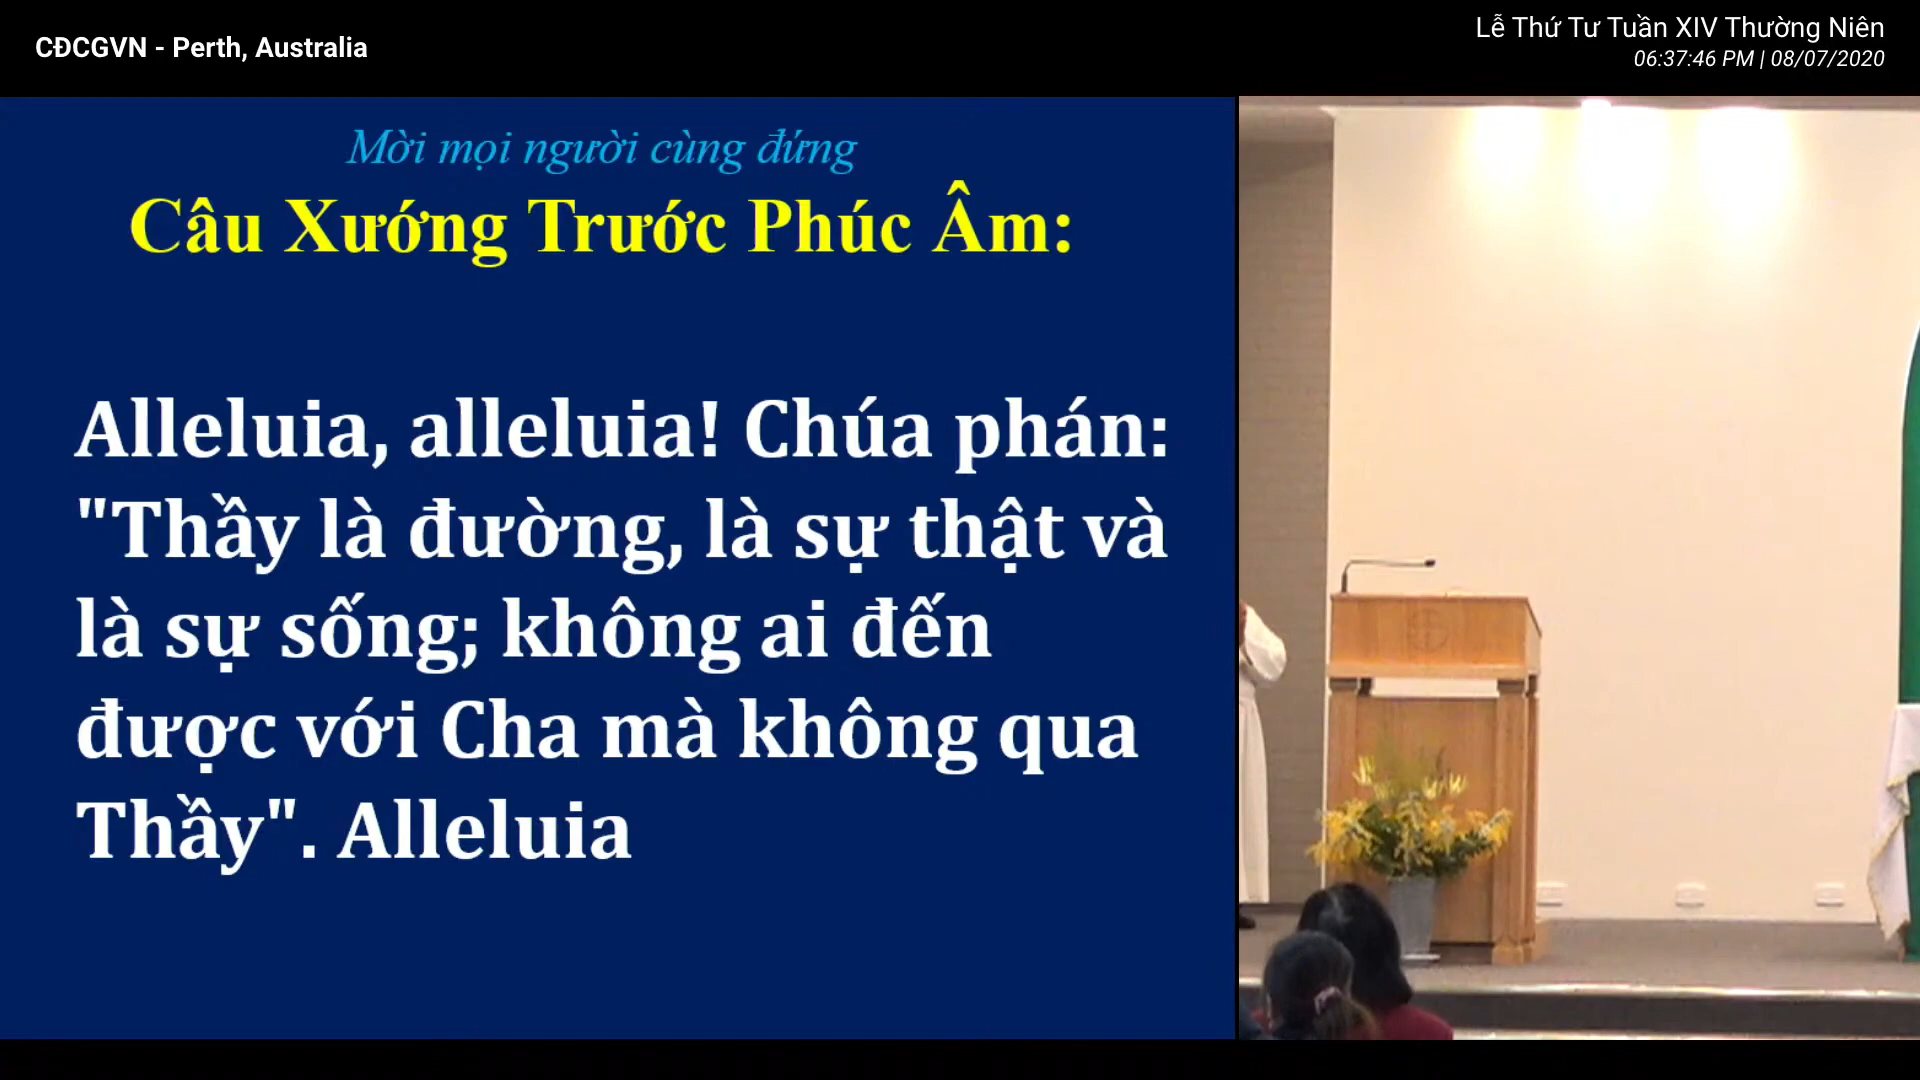 CĐCGVN - Perth, Australia
Lễ Thứ Tư Tuần XIV Thường Niên
06:37:46 PM | 08/07/2020
Mời mọi người cùng đứng
Câu Xướng Trước Phúc Âm:
Alleluia, alleluia! Chúa phán:
"Thầy là đường, là sự thật và
là sự sống; không ai đến
được với Cha mà không qua
Thầy". Alleluia